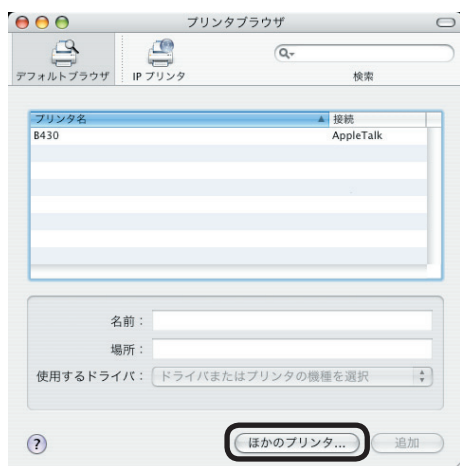 プリンタブラウザ
デフォルトブラウザ IP プリンタ 検索
プリンタ名 接続
B430 AppleTalk
名前：
場所：
使用するドライバ： ドライバまたはプリンタの機種を選択
? ほかのプリンタ... 追加